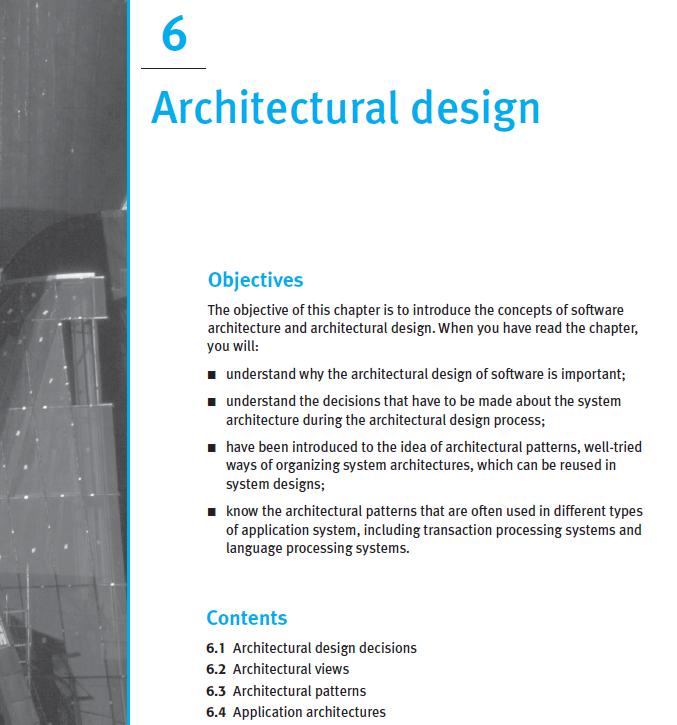 6
Architectural design
Objectives
The objective of this chapter is to introduce the concepts of software
architecture and architectural design. When you have read the chapter,
you will:
■ understand why the architectural design of software is important;
■ understand the decisions that have to be made about the system
architecture during the architectural design process;
■ have been introduced to the idea of architectural patterns, well-tried
ways of organizing system architectures, which can be reused in
system designs;
■ know the architectural patterns that are often used in different types
of application system, including transaction processing systems and
language processing systems.
Contents
6.1 Architectural design decisions
6.2 Architectural views
6.3 Architectural patterns
6.4 Application architectures